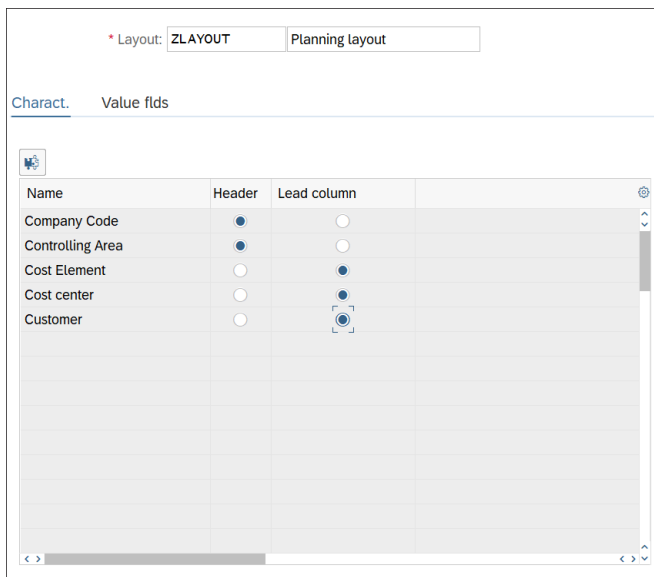 * Layout: ZLAYOUT Planning layout
Charact. Value flds
Name Header Lead column
Company Code
Controlling Area
Cost Element
Cost center
Customer